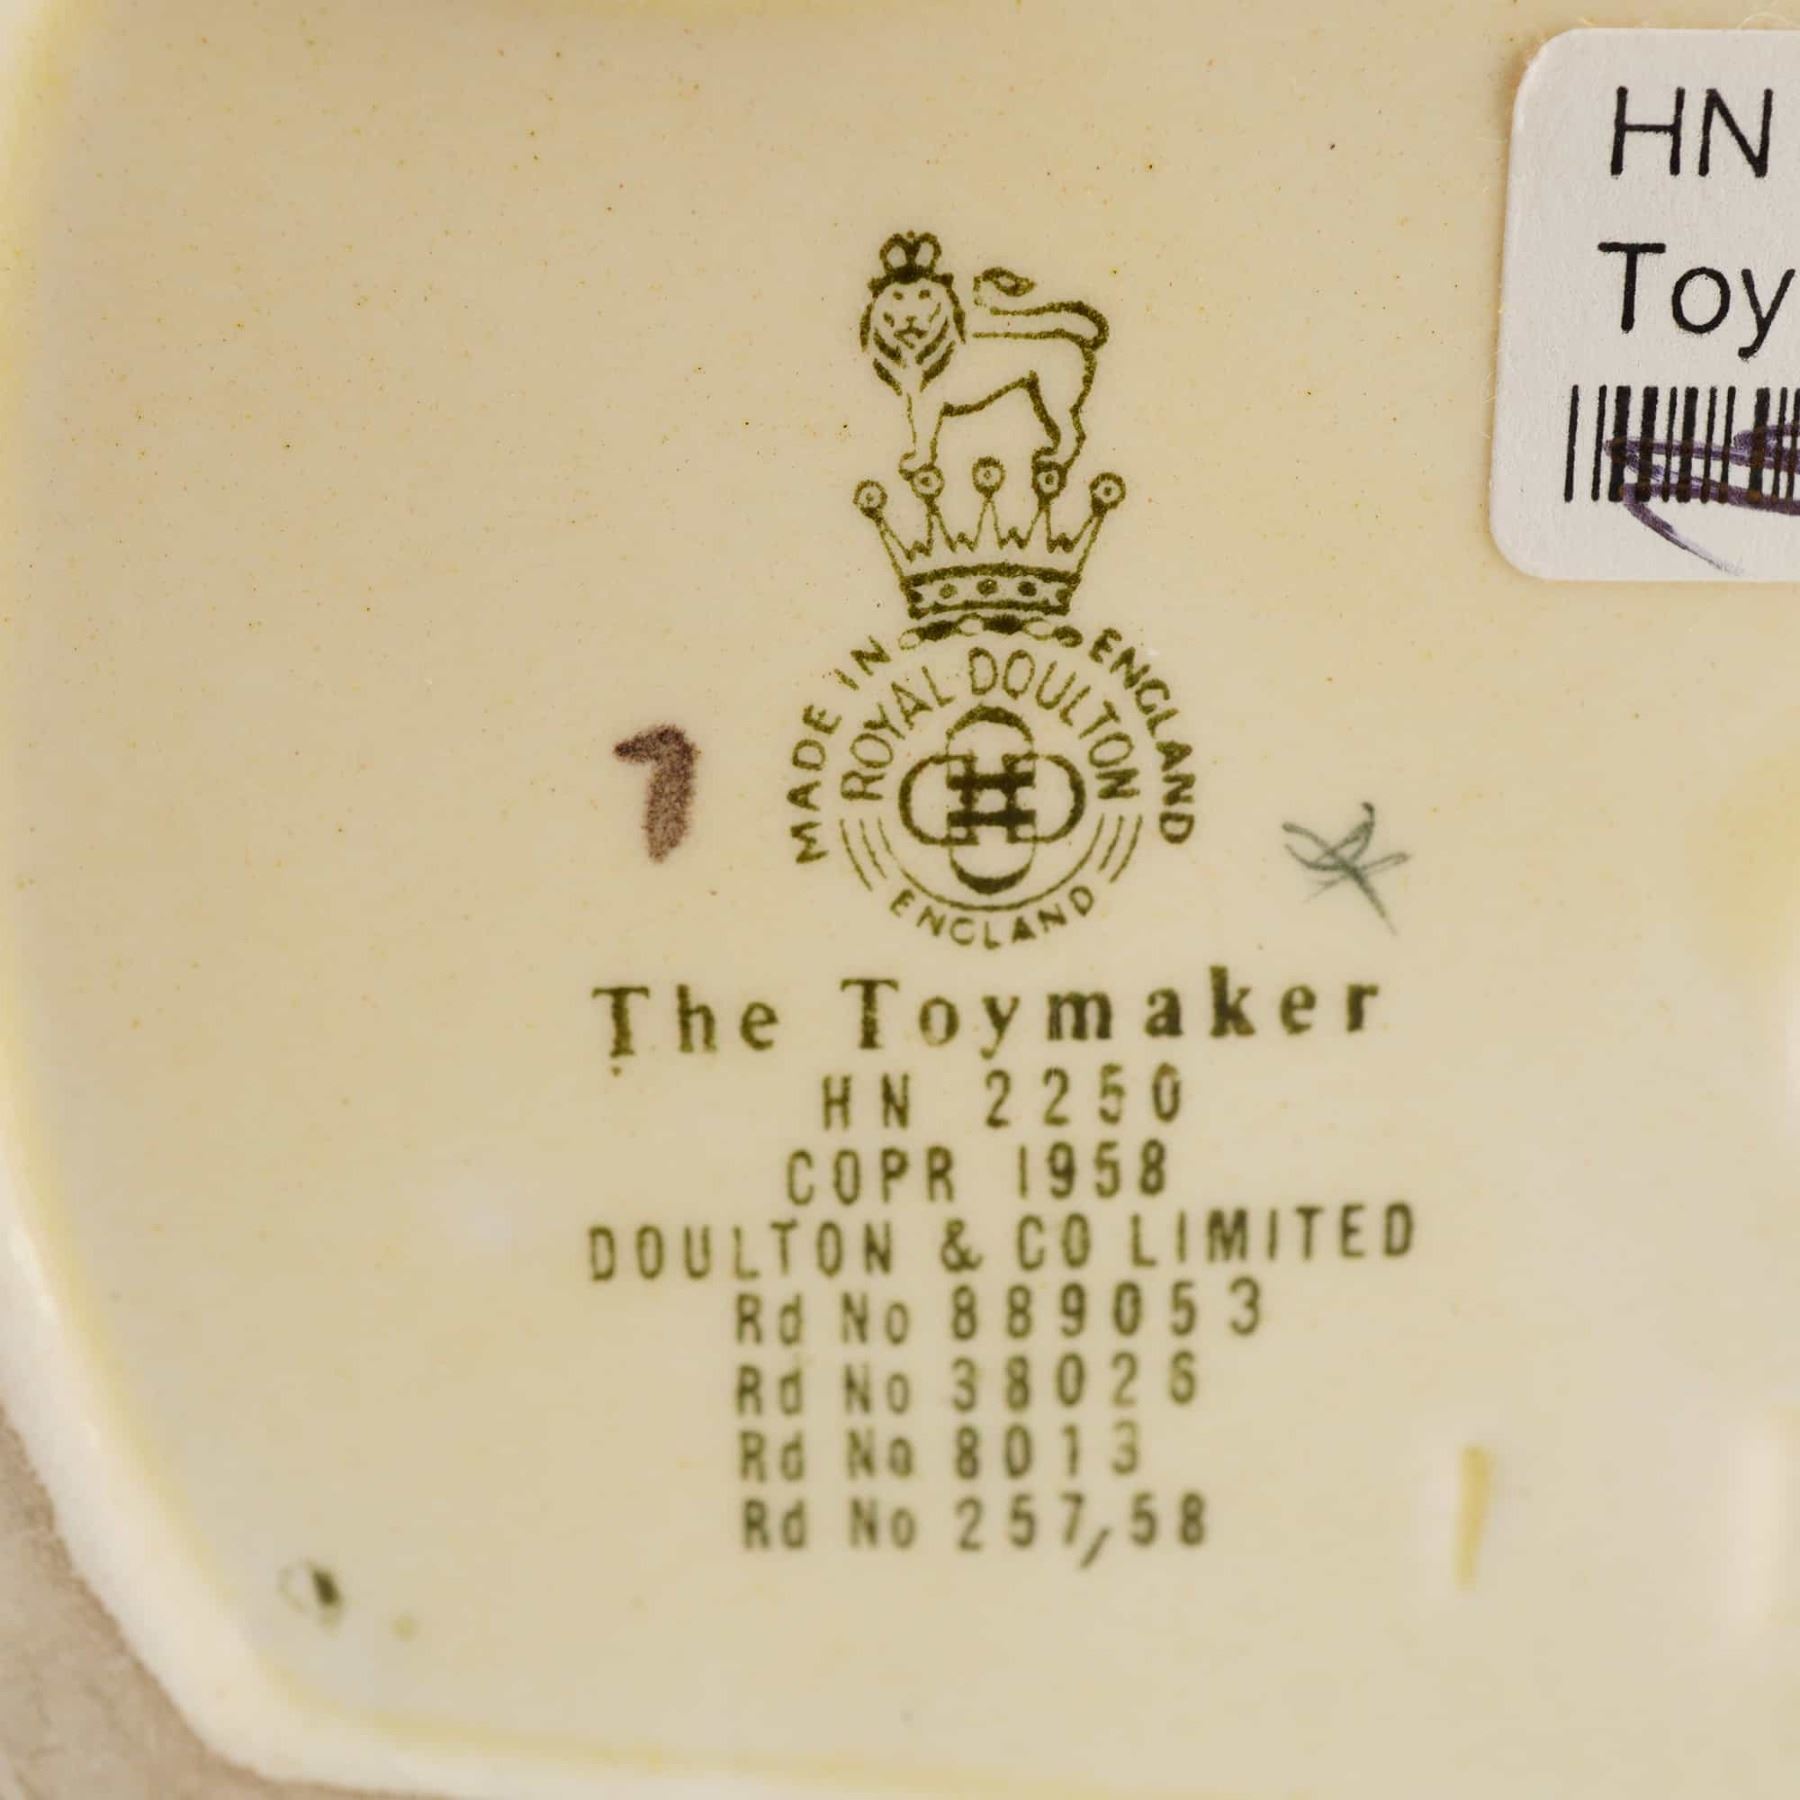 HN
Toy
MADE IN ENGLAND
ROYAL DOULTON
ENGLAND
7
The Toymaker
HN 2250
COPR 1958
DOULTON & CO LIMITED
Rd No 889053
Rd No 38026
Rd No 8013
Rd No 257/58